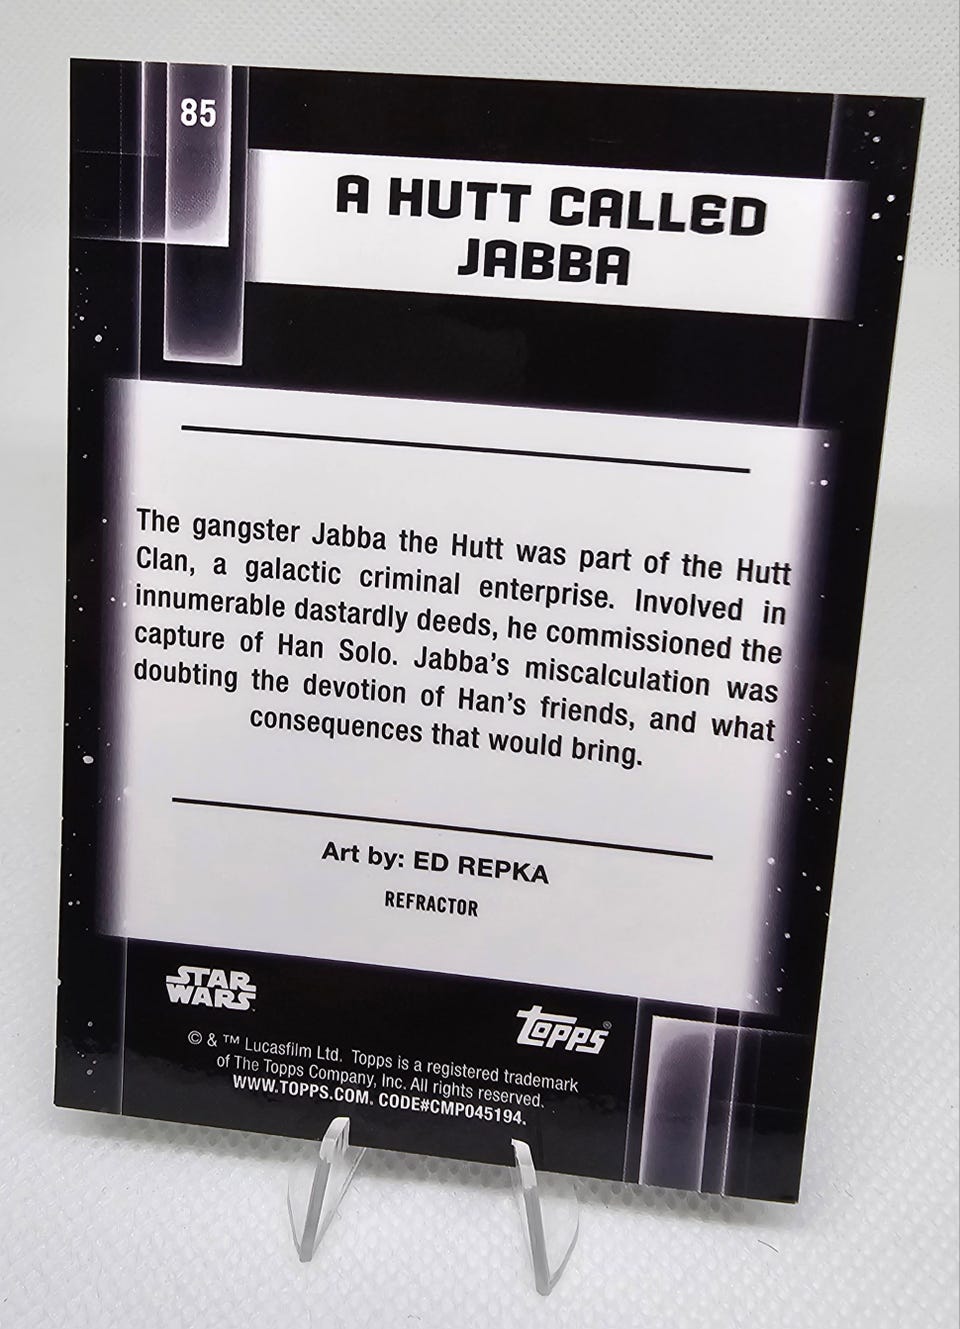 85
A HUTT CALLED
JABBA
The gangster Jabba the Hutt was part of the Hutt
Clan, a galactic criminal enterprise. Involved in
innumerable dastardly deeds, he commissioned the
capture of Han Solo. Jabba's miscalculation was
doubting the devotion of Han's friends, and what
consequences that would bring.
Art by: ED REPKA
REFRACTOR
STAR
WARS
topps®
© & ™ Lucasfilm Ltd. Topps is a registered trademark
of The Topps Company, Inc. All rights reserved.
WWW.TOPPS.COM. CODE#CMP045194.